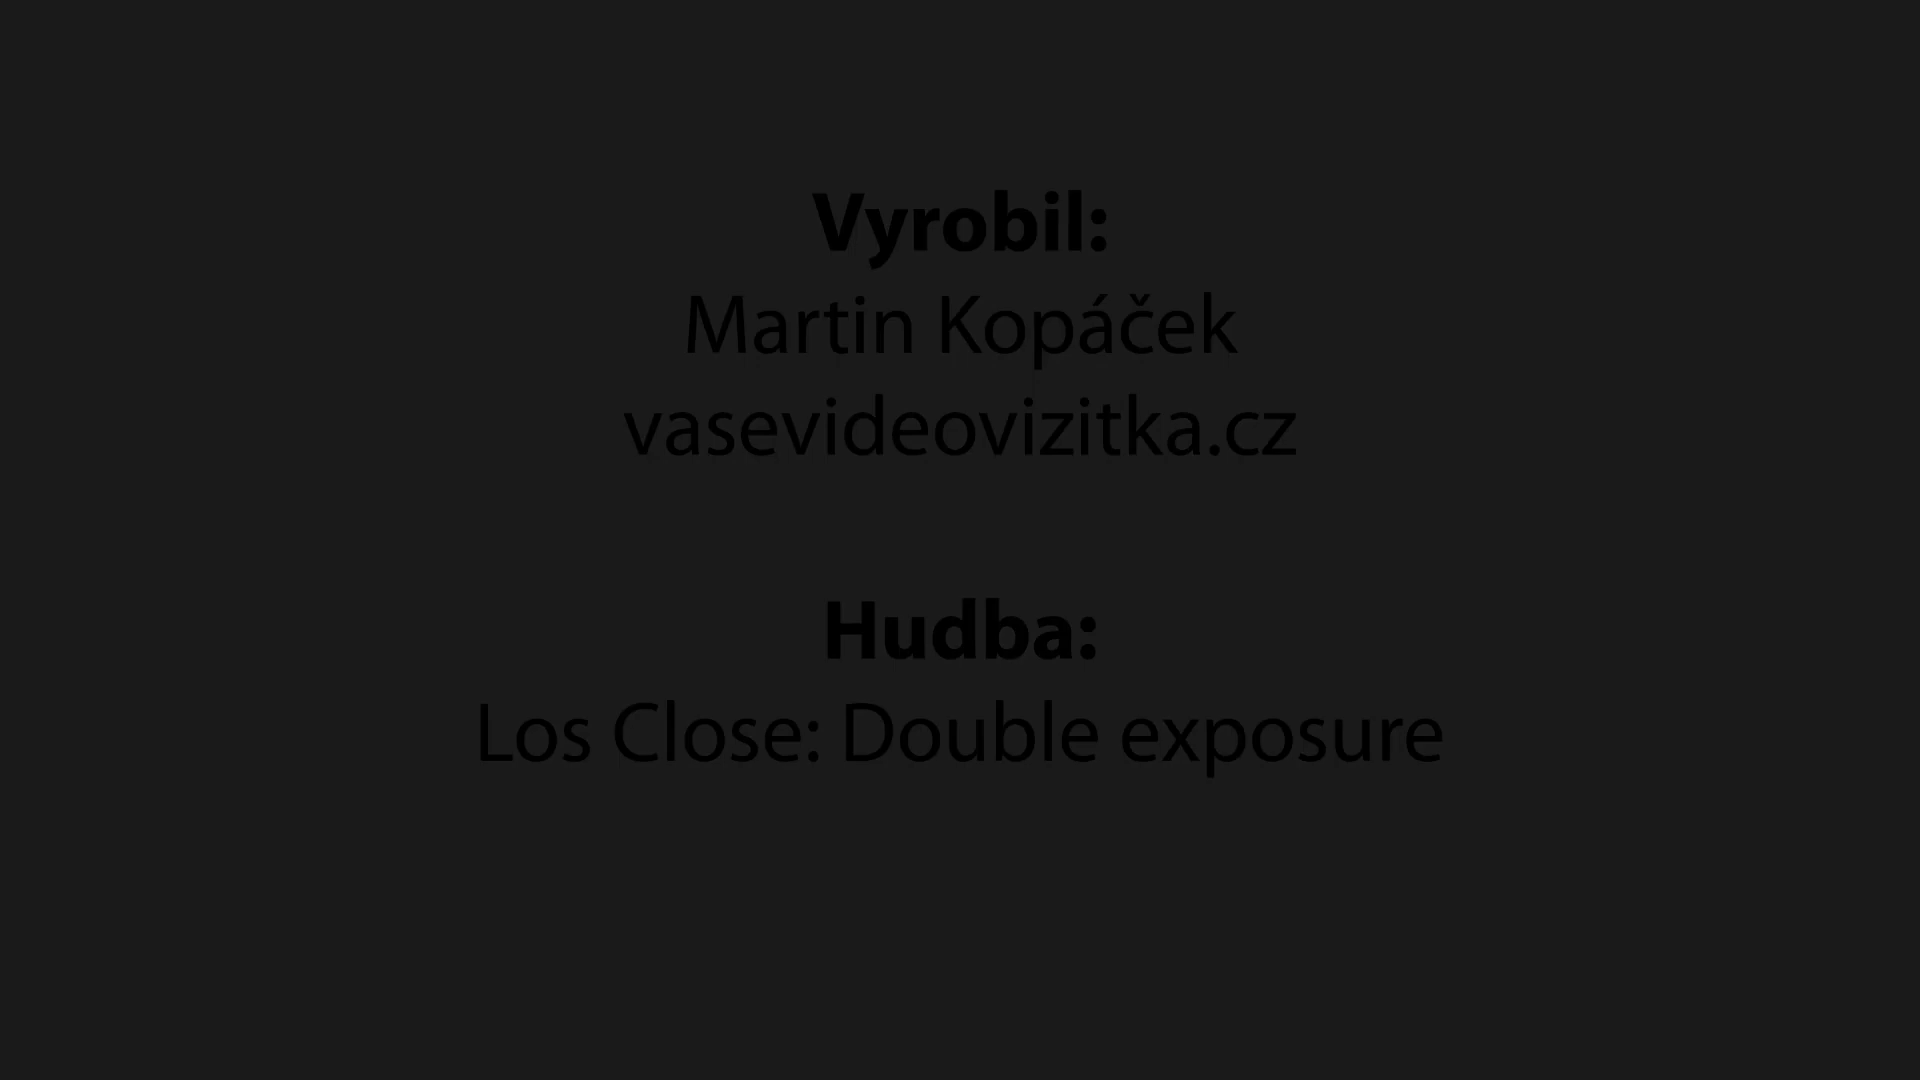 Vyrobil:
Martin Kopáček
vasevideovizitka.cz
Hudba:
Los Close: Double exposure